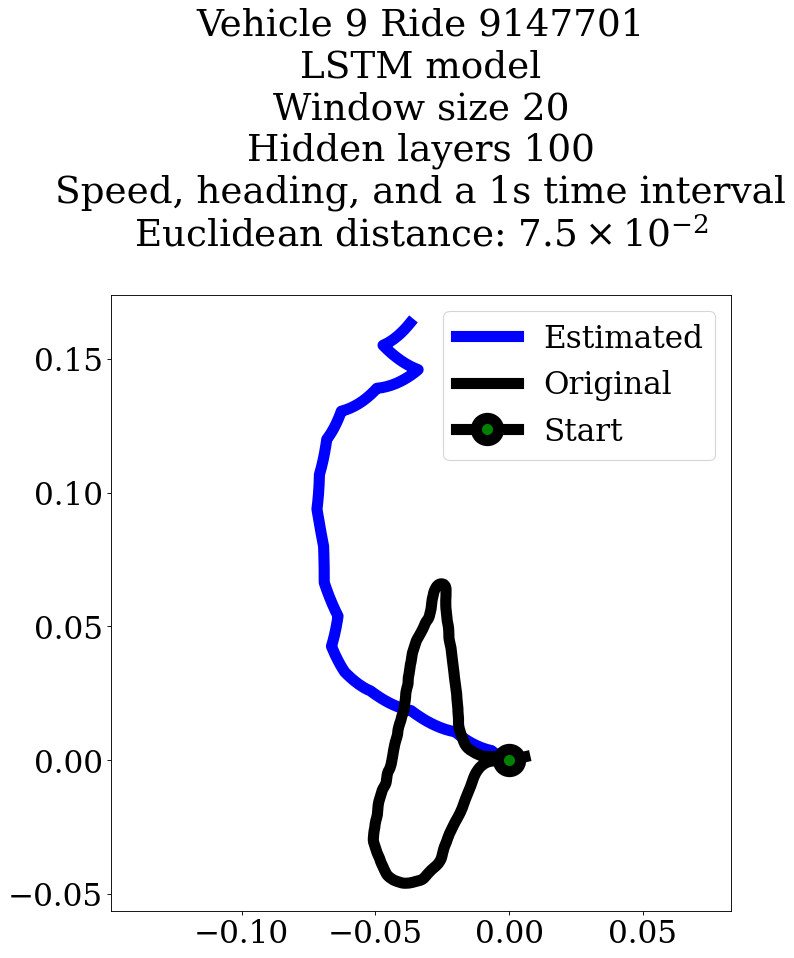 Vehicle 9 Ride 9147701
LSTM model
Window size 20
Hidden layers 100
Speed, heading, and a 1s time interval
Euclidean distance: 7.5 × 10⁻²
Estimated
Original
Start
0.15
0.10
0.05
0.00
−0.05
−0.10
−0.05
0.00
0.05